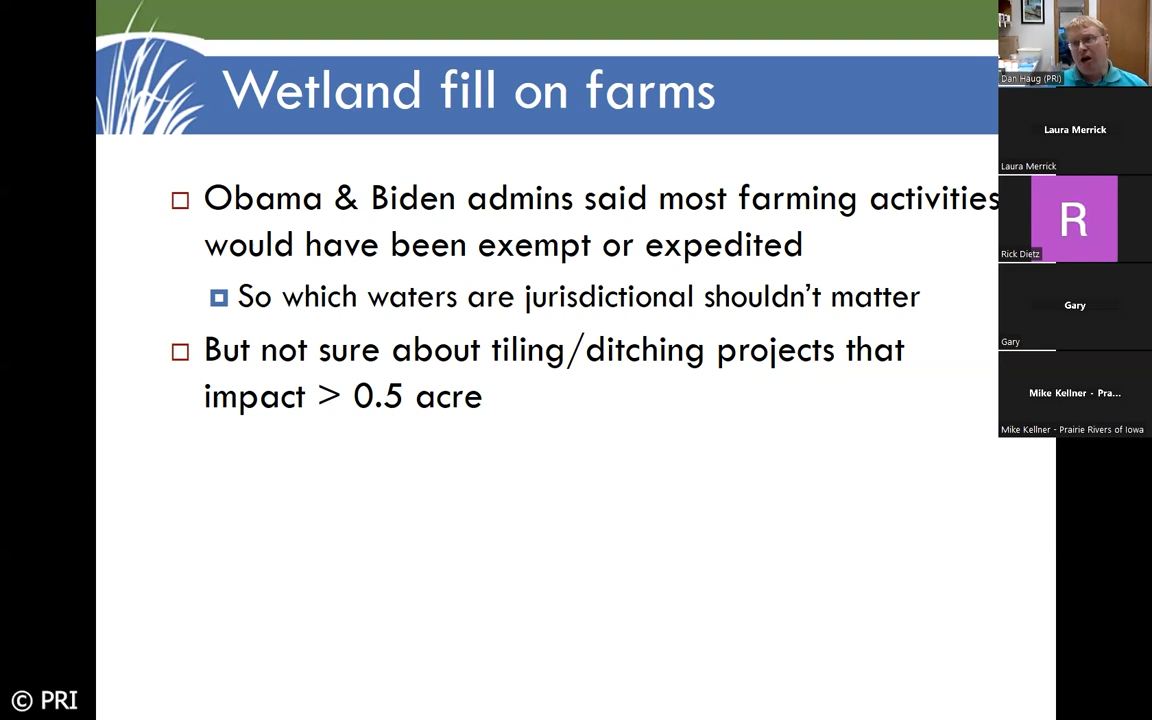 Wetland fill on farms
Obama & Biden admins said most farming activities
would have been exempt or expedited
So which waters are jurisdictional shouldn't matter
But not sure about tiling/ditching projects that
impact > 0.5 acre
Dan Haug (PRI)
Laura Merrick
Laura Merrick
R
Rick Dietz
Gary
Gary
Mike Kellner - Pra...
Mike Kellner - Prairie Rivers of Iowa
© PRI